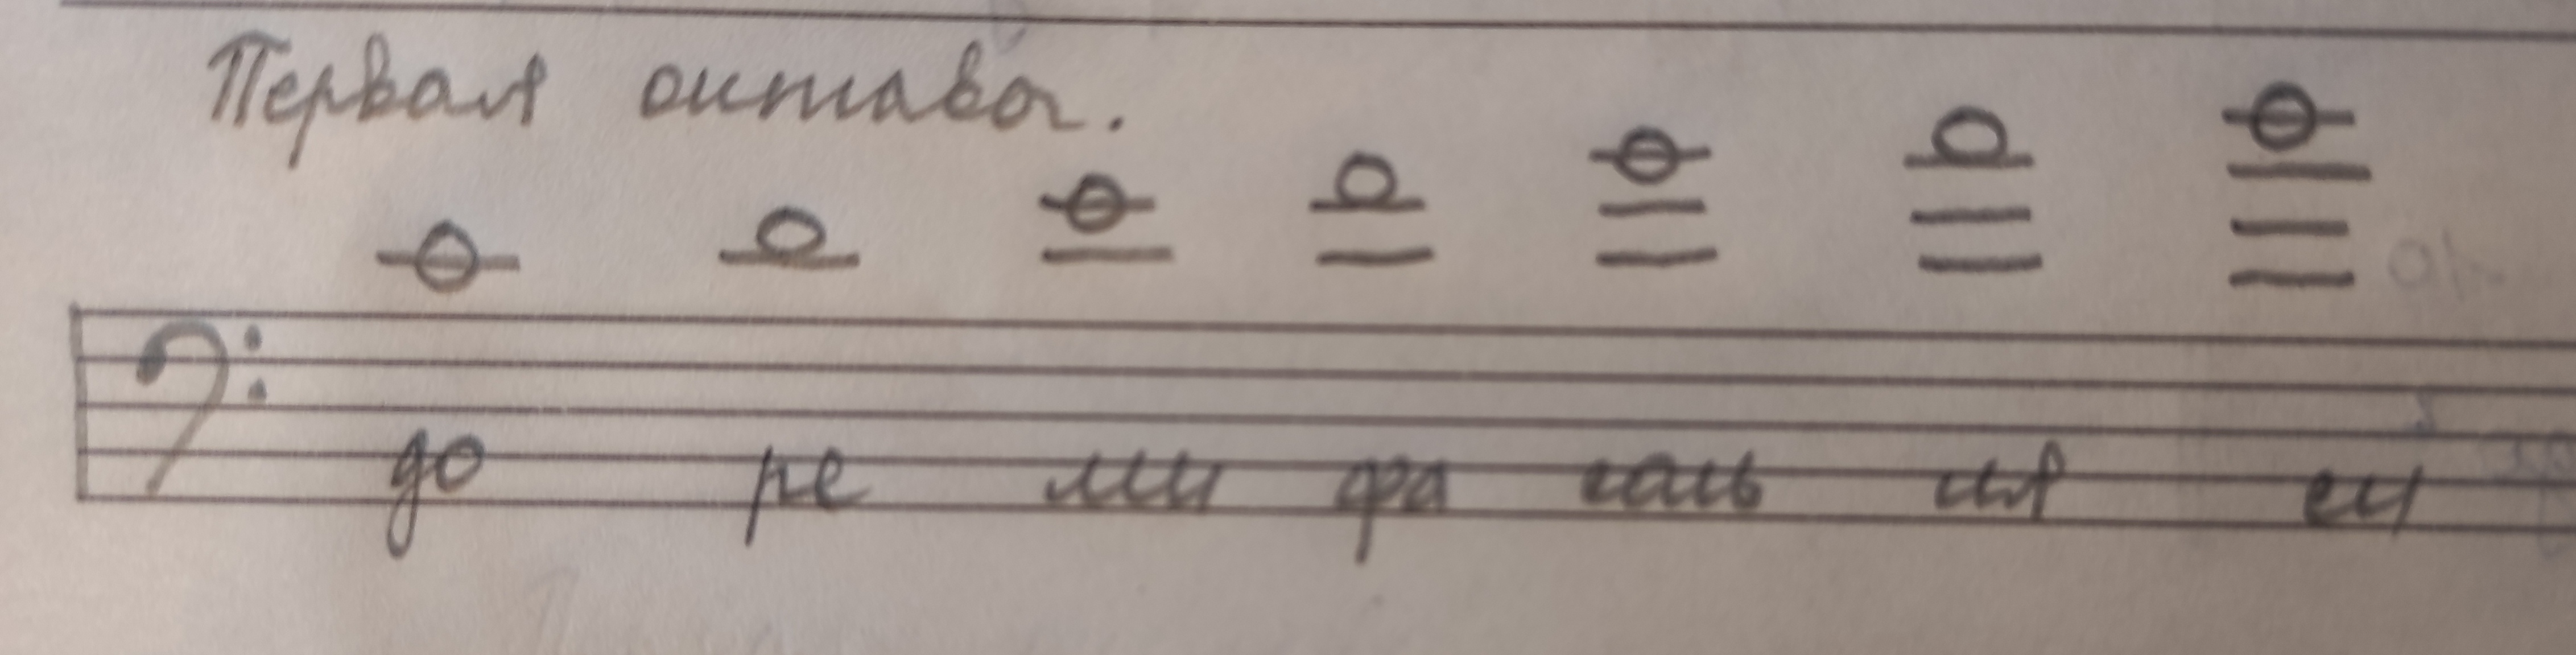 Первая октава.
до ре ми фа соль ля си